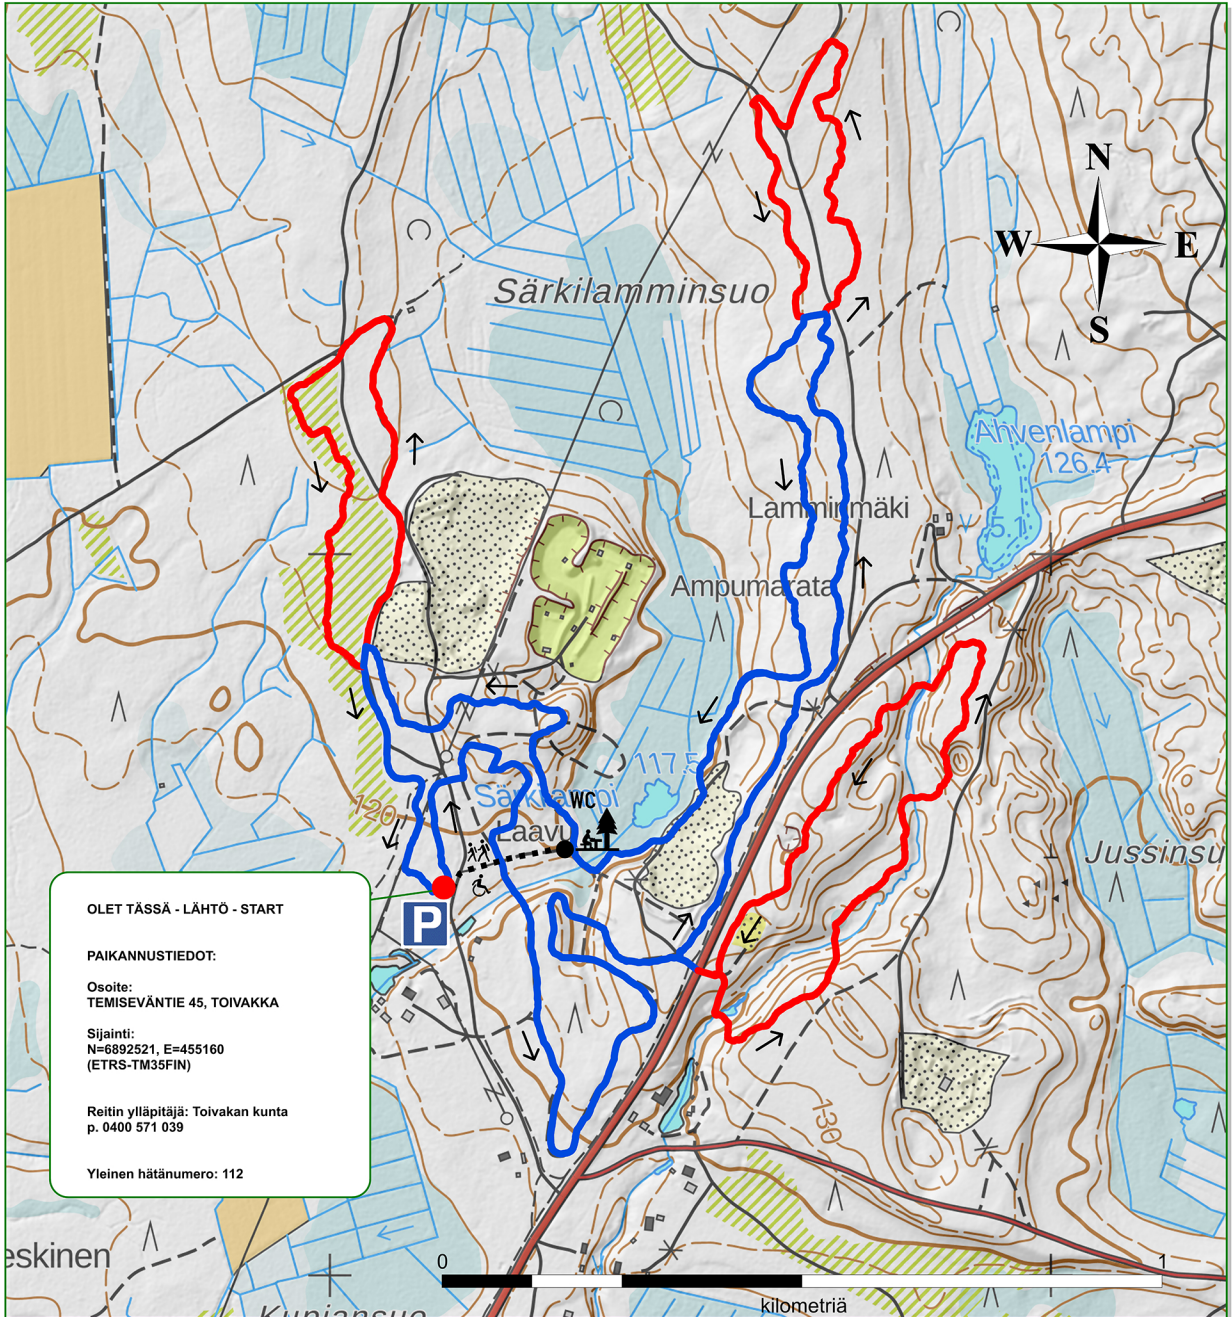 N
W
E
S
Särkilamminsuo
Ahvenlampi
126.4
5.1
Lamminmäki
Ampumarata
117.5
Särkilampi
WC
Laavu
120
Jussinsu
P
OLET TÄSSÄ - LÄHTÖ - START
PAIKANNUSTIEDOT:
Osoite:
TEMISEVÄNTIE 45, TOIVAKKA
Sijainti:
N=6892521, E=455160
(ETRS-TM35FIN)
Reitin ylläpitäjä: Toivakan kunta
p. 0400 571 039
Yleinen hätänumero: 112
130
eskinen
0
1
kilometriä